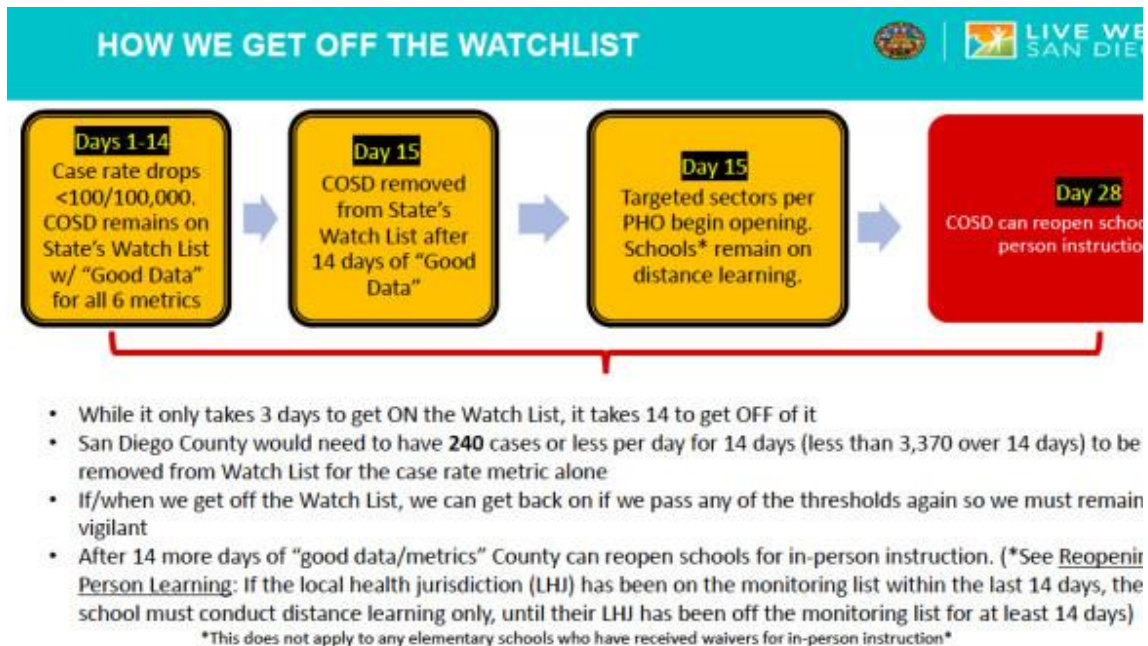 HOW WE GET OFF THE WATCHLIST
LIVE WE
SAN DIE
Days 1-14
Case rate drops
<100/100,000.
COSD remains on
State's Watch List
w/ "Good Data"
for all 6 metrics
Day 15
COSD removed
from State's
Watch List after
14 days of "Good
Data"
Day 15
Targeted sectors per
PHO begin opening.
Schools* remain on
distance learning.
Day 28
COSD can reopen schoo
person instructio
• While it only takes 3 days to get ON the Watch List, it takes 14 to get OFF of it
• San Diego County would need to have 240 cases or less per day for 14 days (less than 3,370 over 14 days) to be
removed from Watch List for the case rate metric alone
• If/when we get off the Watch List, we can get back on if we pass any of the thresholds again so we must remain
vigilant
• After 14 more days of "good data/metrics" County can reopen schools for in-person instruction. (*See Reopenin
Person Learning: If the local health jurisdiction (LHJ) has been on the monitoring list within the last 14 days, the
school must conduct distance learning only, until their LHJ has been off the monitoring list for at least 14 days)
*This does not apply to any elementary schools who have received waivers for in-person instruction*